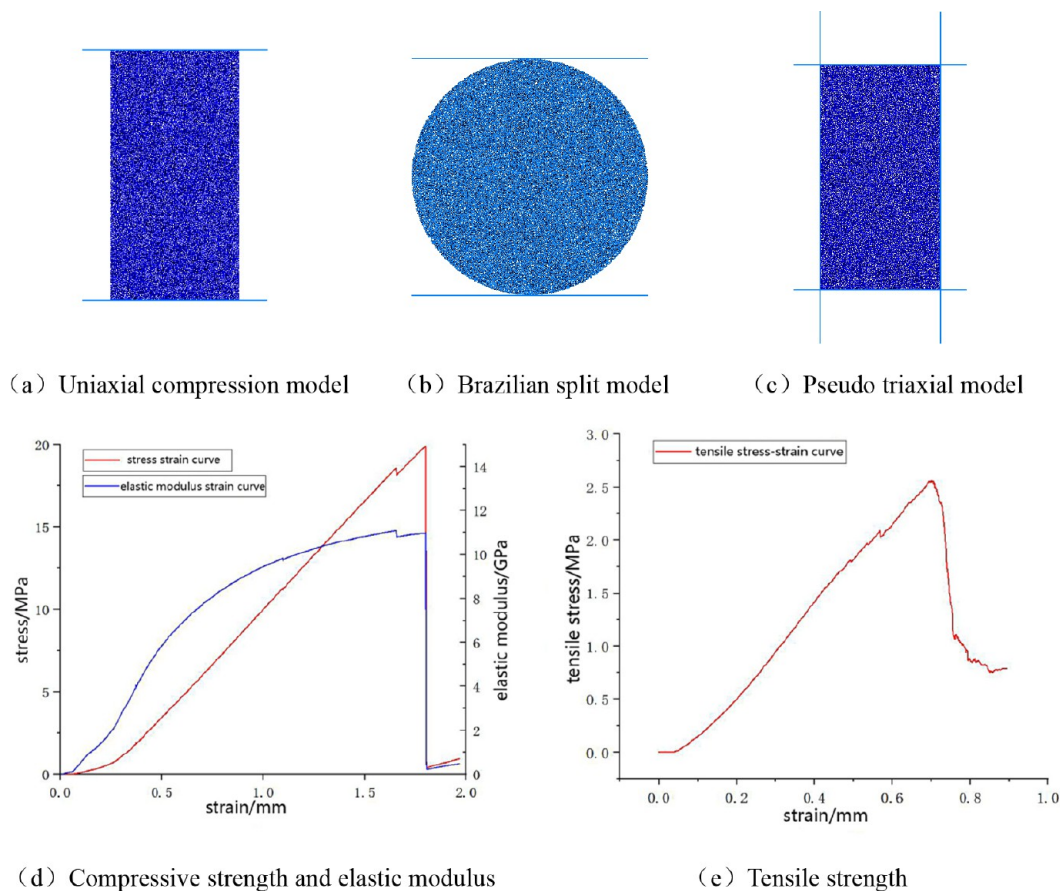 （a）Uniaxial compression model
（b）Brazilian split model
（c）Pseudo triaxial model
20
15
10
5
0
stress/MPa
stress strain curve
elastic modulus strain curve
14
12
10
8
6
4
2
0
elastic modulus/GPa
0.0
0.5
1.0
1.5
2.0
strain/mm
3.0
2.5
2.0
1.5
1.0
0.5
0.0
tensile stress/MPa
tensile stress-strain curve
0.0
0.2
0.4
0.6
0.8
1.0
strain/mm
（d）Compressive strength and elastic modulus
（e）Tensile strength